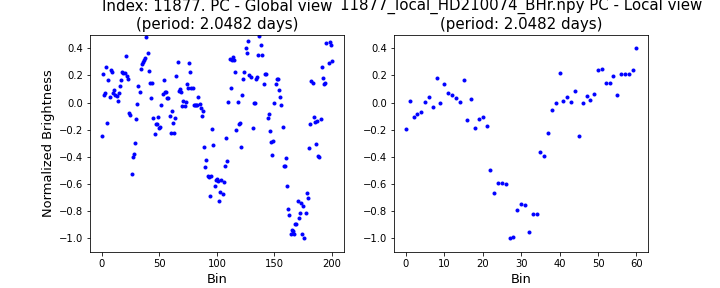 Index: 11877. PC - Global view
(period: 2.0482 days)
11877_local_HD210074_BHr.npy PC - Local view
(period: 2.0482 days)
Normalized Brightness
0.4
0.2
0.0
−0.2
−0.4
−0.6
−0.8
−1.0
0 50 100 150 200
Bin
0.4
0.2
0.0
−0.2
−0.4
−0.6
−0.8
−1.0
0 10 20 30 40 50 60
Bin